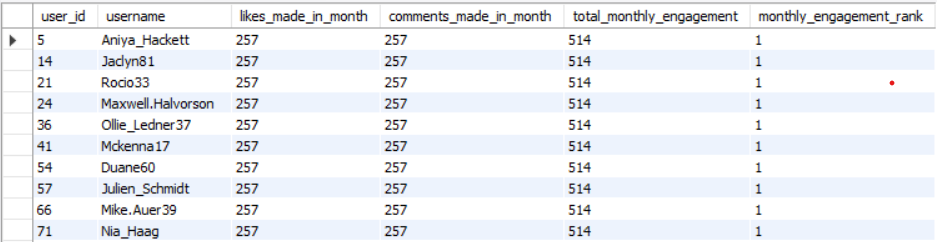 user_id username likes_made_in_month comments_made_in_month total_monthly_engagement monthly_engagement_rank
5 Aniya_Hackett 257 257 514 1
14 Jaclyn81 257 257 514 1
21 Rocio33 257 257 514 1
24 Maxwell.Halvorson 257 257 514 1
36 Ollie_Ledner37 257 257 514 1
41 Mckenna17 257 257 514 1
54 Duane60 257 257 514 1
57 Julien_Schmidt 257 257 514 1
66 Mike.Auer39 257 257 514 1
71 Nia_Haag 257 257 514 1